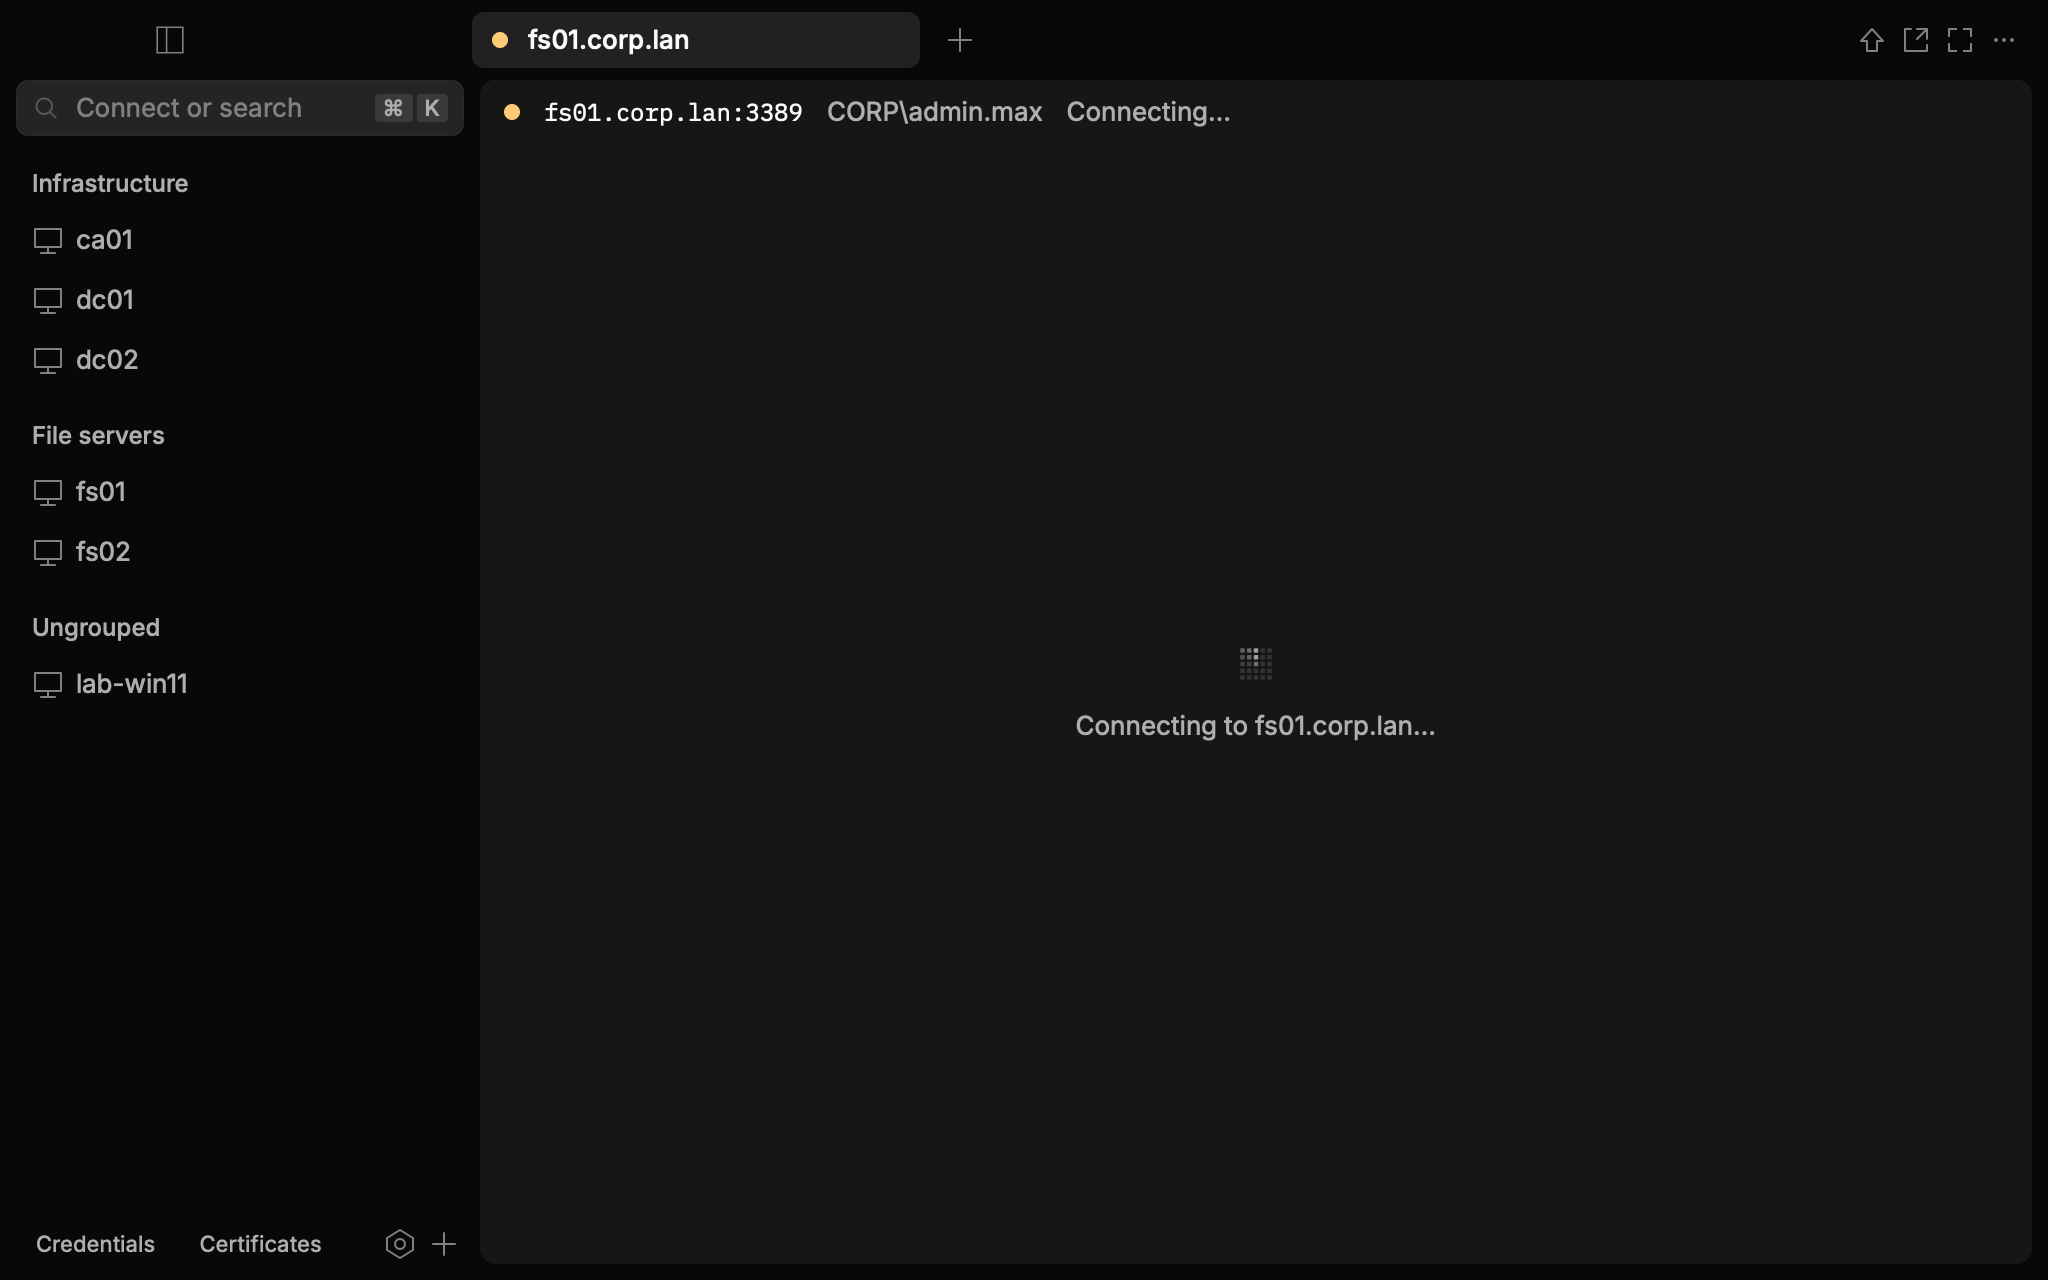 fs01.corp.lan
Connect or search ⌘ K
fs01.corp.lan:3389 CORP\admin.max Connecting...
Infrastructure
ca01
dc01
dc02
File servers
fs01
fs02
Ungrouped
lab-win11
Connecting to fs01.corp.lan...
Credentials Certificates